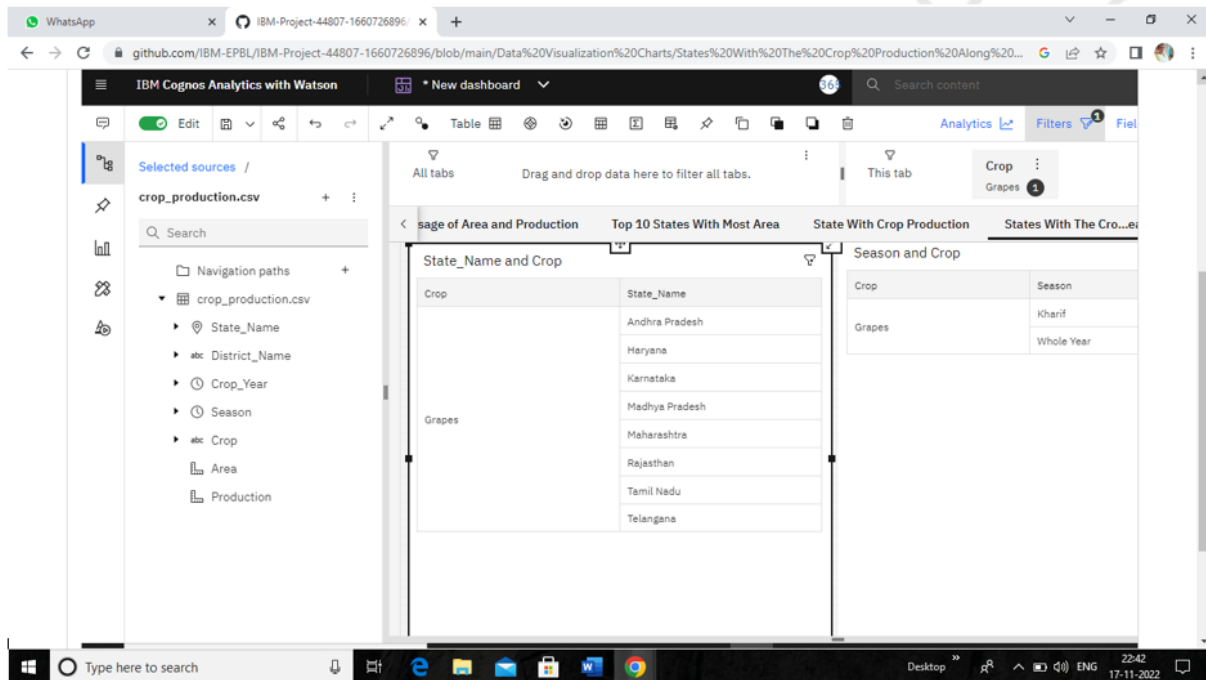 WhatsApp
IBM-Project-44807-1660726896/
github.com/IBM-EPBL/IBM-Project-44807-1660726896/blob/main/Data%20Visualization%20Charts/States%20With%20The%20Crop%20Production%20Along%20...
IBM Cognos Analytics with Watson
* New dashboard
365
Search content
Edit
Table
Analytics
Filters
1
Fiel
Selected sources /
crop_production.csv
Search
Navigation paths
crop_production.csv
State_Name
District_Name
Crop_Year
Season
abc Crop
Area
Production
All tabs
Drag and drop data here to filter all tabs.
This tab
Crop
Grapes 1
sage of Area and Production
Top 10 States With Most Area
State With Crop Production
States With The Cro...ea
State_Name and Crop
Crop State_Name
Grapes
Andhra Pradesh
Haryana
Karnataka
Madhya Pradesh
Maharashtra
Rajasthan
Tamil Nadu
Telangana
Season and Crop
Crop Season
Grapes
Kharif
Whole Year
Type here to search
Desktop
ENG
22:42
17-11-2022